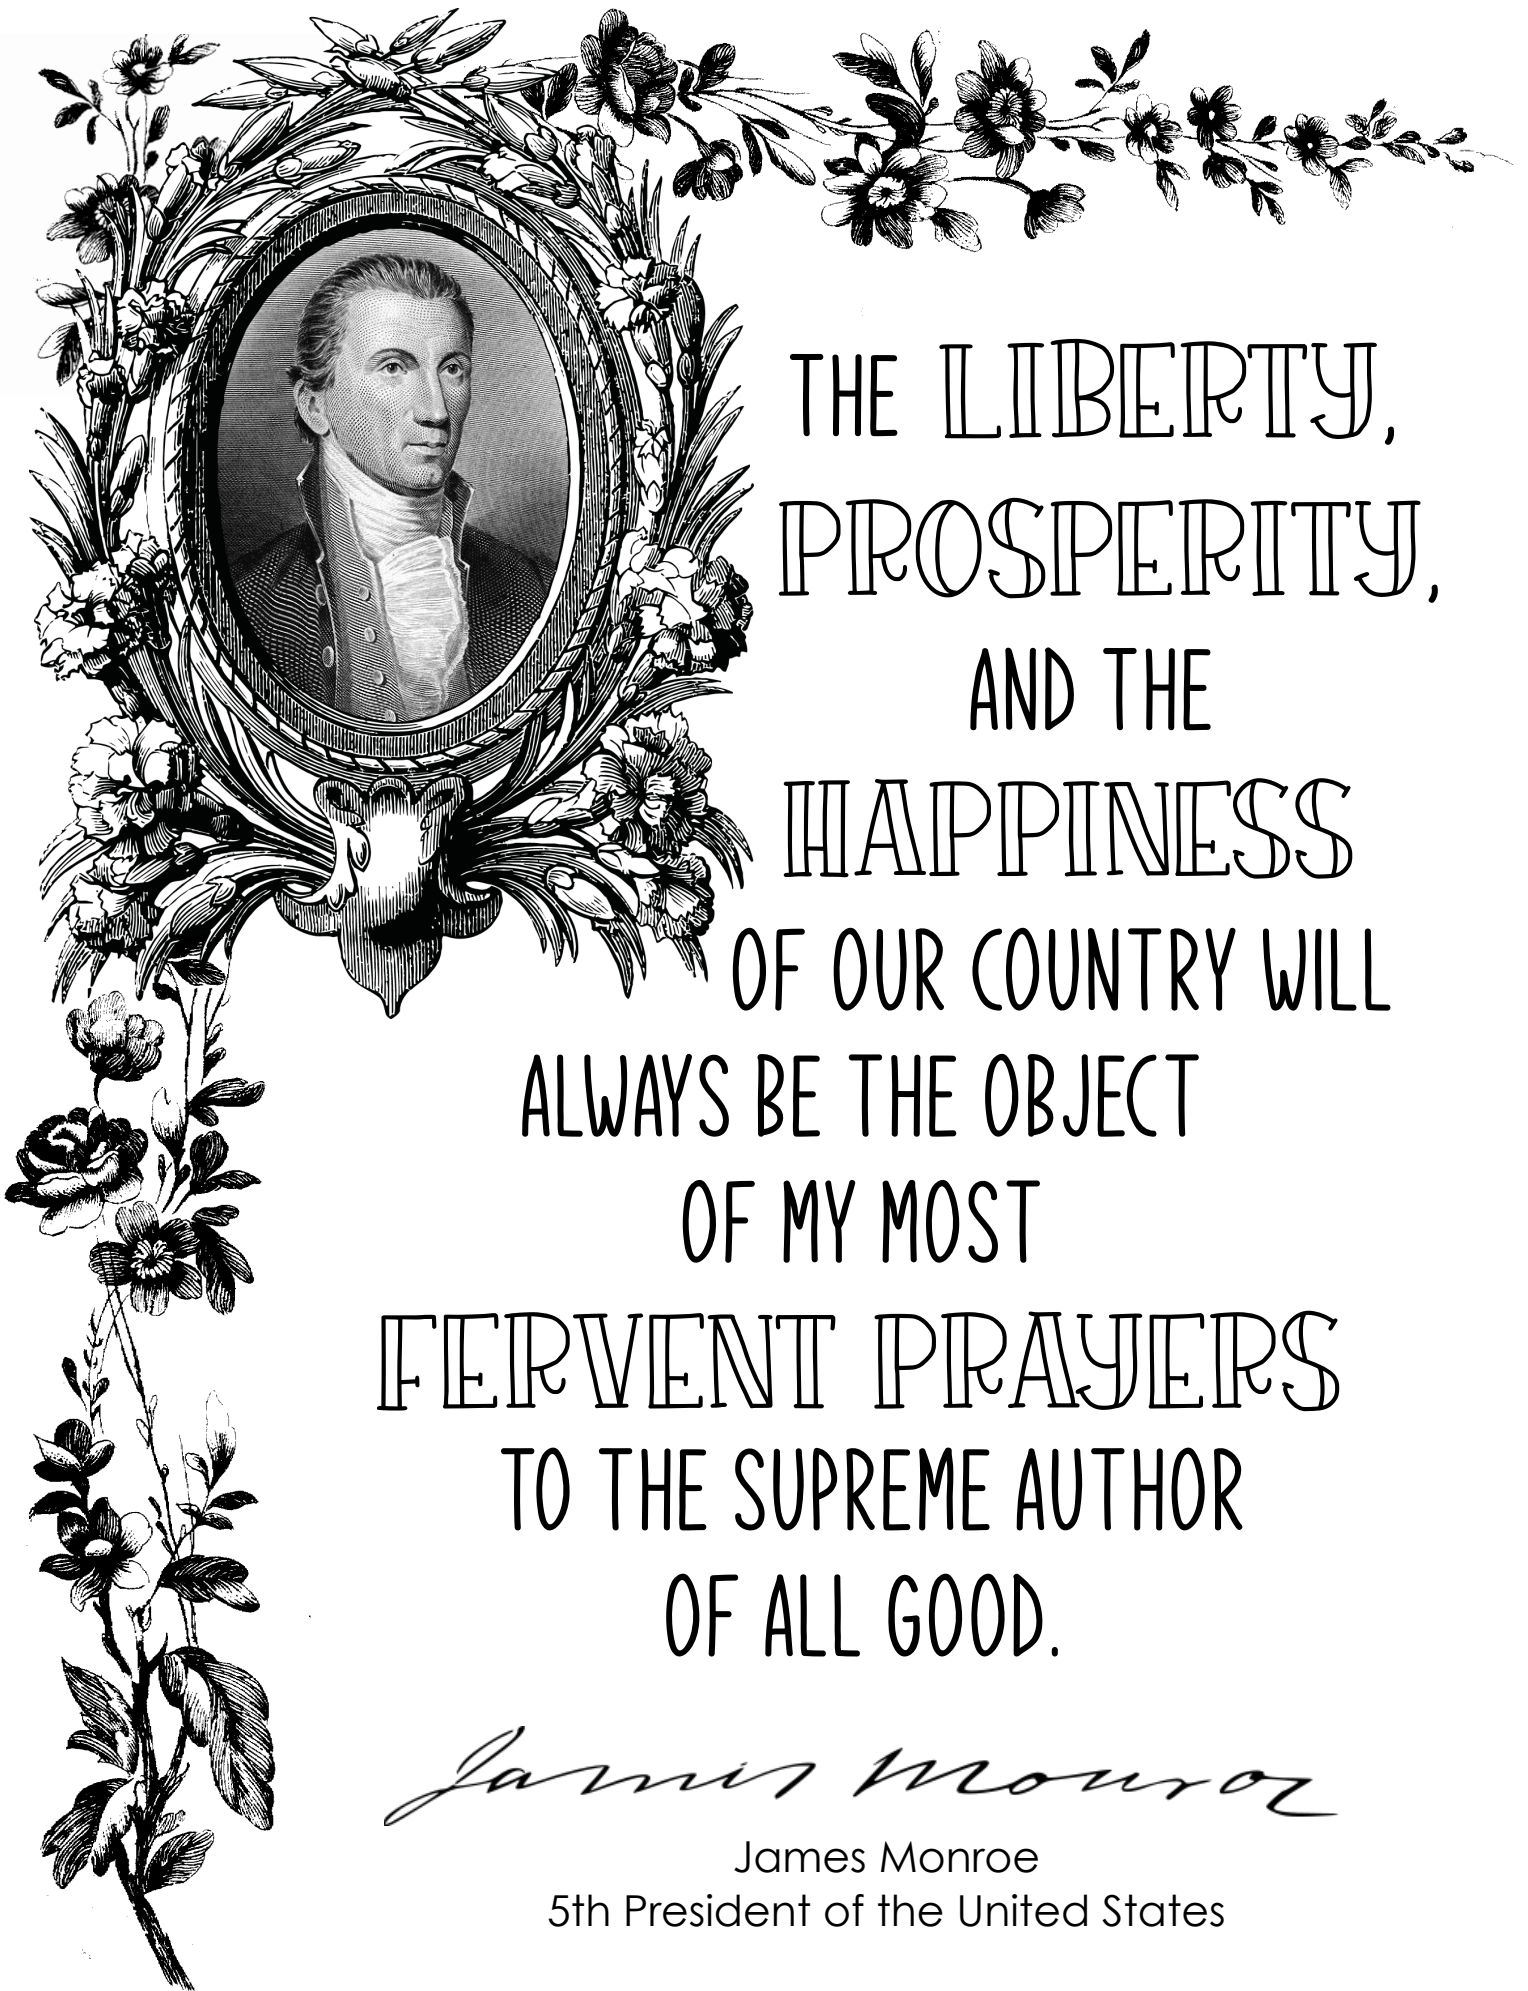 THE LIBERTY,
PROSPERITY,
AND THE
HAPPINESS
OF OUR COUNTRY WILL
ALWAYS BE THE OBJECT
OF MY MOST
FERVENT PRAYERS
TO THE SUPREME AUTHOR
OF ALL GOOD.
James Monroe
James Monroe
5th President of the United States